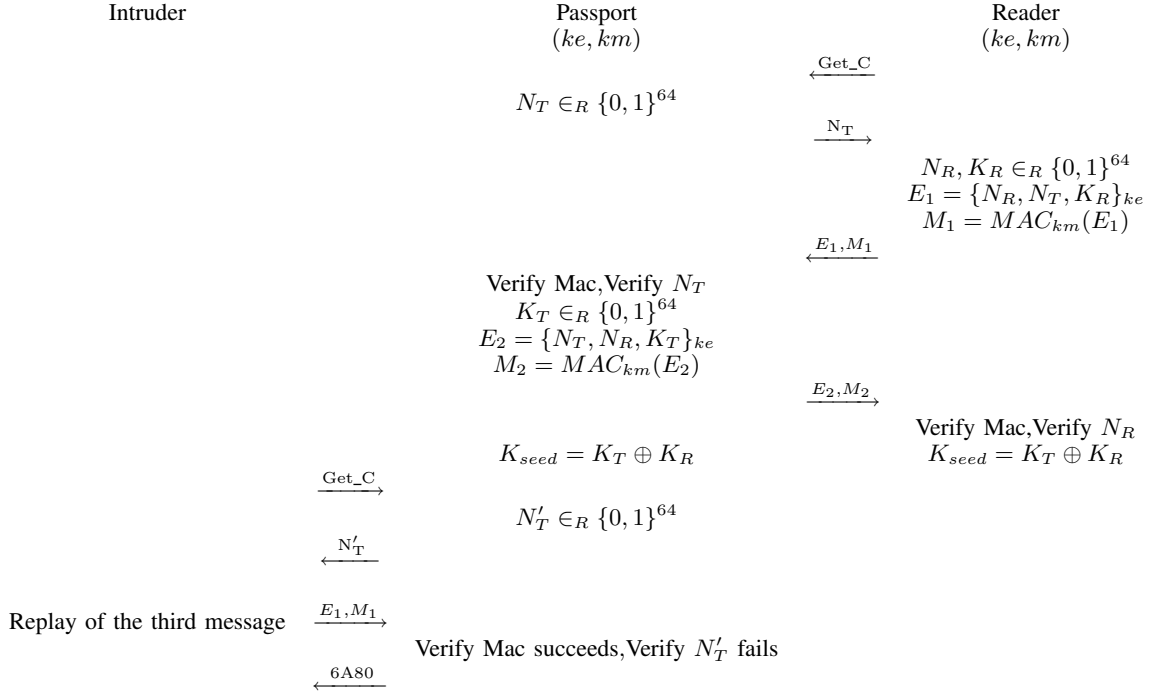 Intruder Passport Reader
(ke, km) (ke, km)
Get_C
N_T ∈_R {0, 1}^64
N_T
N_R, K_R ∈_R {0, 1}^64
E_1 = {N_R, N_T, K_R}_ke
M_1 = MAC_km(E_1)
E_1,M_1
Verify Mac,Verify N_T
K_T ∈_R {0, 1}^64
E_2 = {N_T, N_R, K_T}_ke
M_2 = MAC_km(E_2)
E_2,M_2
Verify Mac,Verify N_R
K_seed = K_T ⊕ K_R K_seed = K_T ⊕ K_R
Get_C
N′_T ∈_R {0, 1}^64
N′_T
Replay of the third message E_1,M_1
Verify Mac succeeds,Verify N′_T fails
6A80